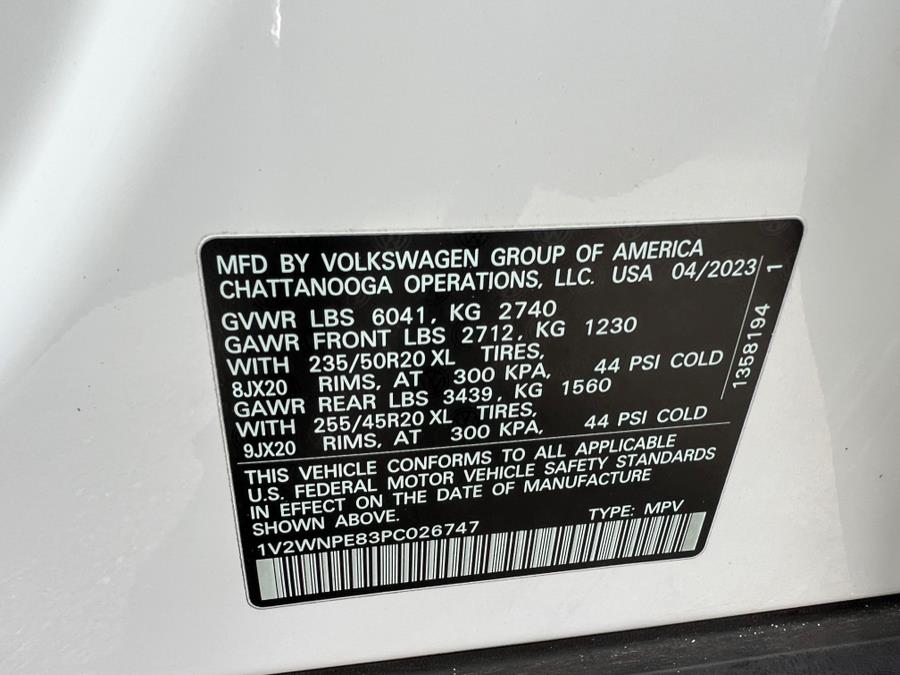 MFD BY VOLKSWAGEN GROUP OF AMERICA
CHATTANOOGA OPERATIONS, LLC. USA 04/2023
GVWR LBS 6041, KG 2740
GAWR FRONT LBS 2712, KG 1230
WITH 235/50R20 XL TIRES,
8JX20 RIMS, AT 300 KPA, 44 PSI COLD
GAWR REAR LBS 3439, KG 1560
WITH 255/45R20 XL TIRES,
9JX20 RIMS, AT 300 KPA, 44 PSI COLD
THIS VEHICLE CONFORMS TO ALL APPLICABLE
U.S. FEDERAL MOTOR VEHICLE SAFETY STANDARDS
IN EFFECT ON THE DATE OF MANUFACTURE
SHOWN ABOVE. TYPE: MPV
1V2WNPE83PC026747
1358194 1